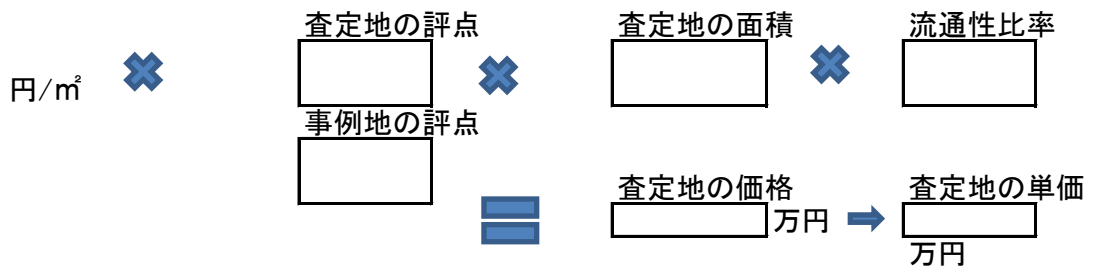 査定地の評点
査定地の面積
流通性比率
円/㎡
事例地の評点
査定地の価格
査定地の単価
万円
万円